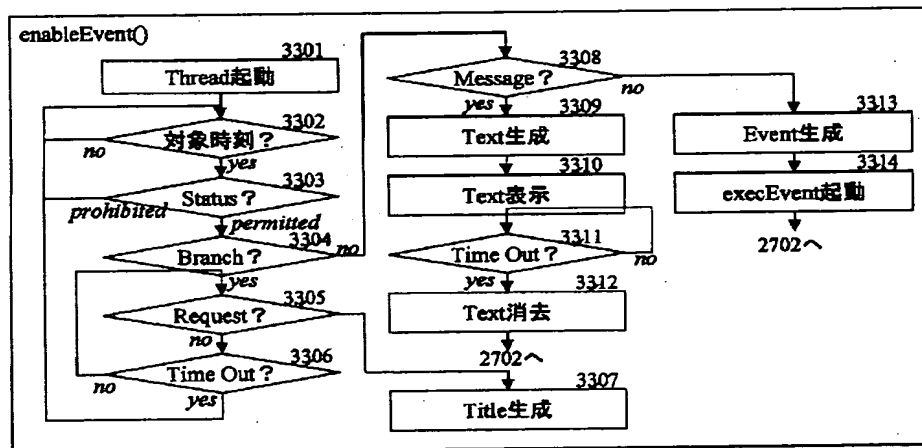 enableEvent()
3301
Thread起動
3302
対象時刻？
no
yes
3303
Status？
prohibited
permitted
3304
Branch？
no
yes
3305
Request？
no
3306
Time Out？
no
yes
3308
Message？
yes
no
3309
Text生成
3310
Text表示
3311
Time Out？
no
yes
3312
Text消去
2702へ
3307
Title生成
3313
Event生成
3314
execEvent起動
2702へ